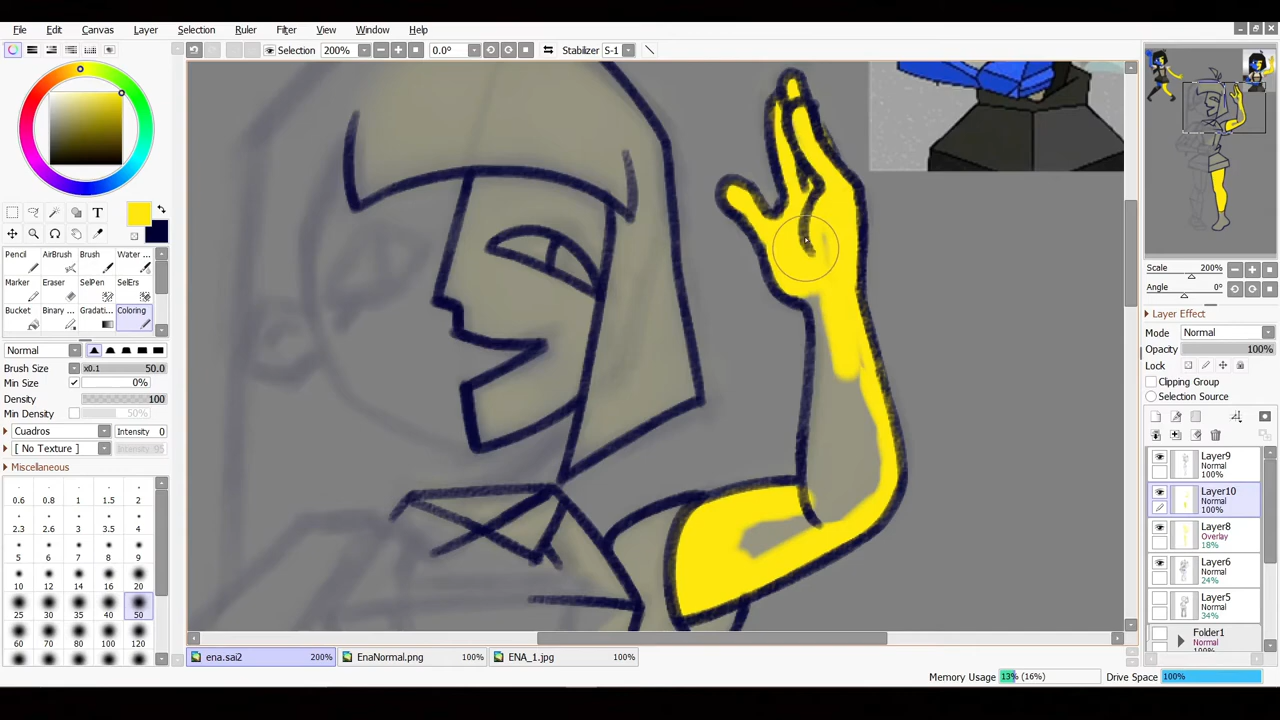 File Edit Canvas Layer Selection Ruler Filter View Window Help
Selection 200% 0.0° Stabilizer S-1
Pencil AirBrush Brush Water ..
Marker Eraser SelPen SelErs
Bucket Binary ... Gradati... Coloring
Normal
Brush Size x0.1 50.0
Min Size 0%
Density 100
Min Density 50%
Cuadros Intensity 0
[ No Texture ] Intensity 95
Miscellaneous
0.6 0.8 1 1.5 2
2.3 2.6 3 3.5 4
5 6 7 8 9
10 12 14 16 20
25 30 35 40 50
60 70 80 100 120
Scale 200%
Angle 0°
Layer Effect
Mode Normal
Opacity 100%
Lock
Clipping Group
Selection Source
Layer9
Normal
100%
Layer10
Normal
100%
Layer8
Overlay
18%
Layer6
Normal
24%
Layer5
Normal
34%
Folder1
Normal
100%
ena.sai2 200% EnaNormal.png 100% ENA_1.jpg 100%
Memory Usage 13% (16%) Drive Space 100%